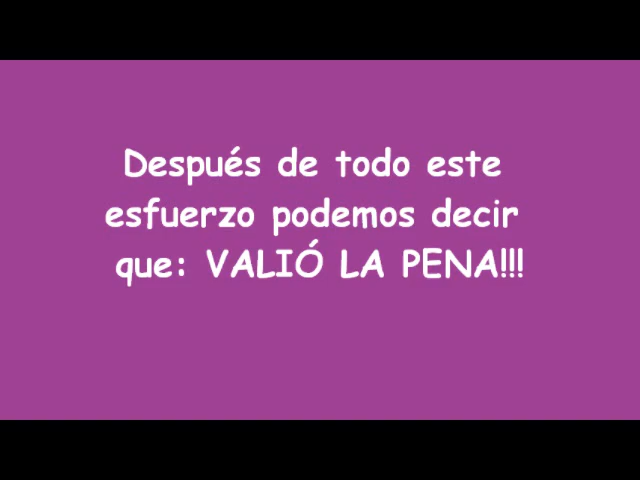 Después de todo este
esfuerzo podemos decir
que: VALIÓ LA PENA!!!